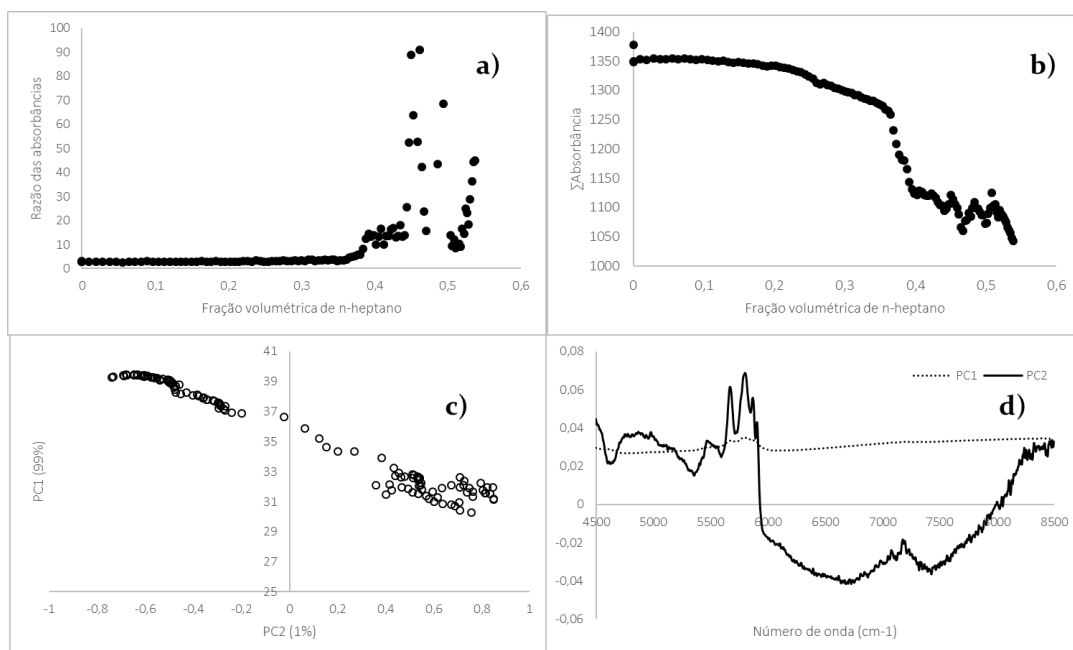 100
90
80
70
60
50
40
30
20
10
0
Razão das absorbâncias
a)
0 0,1 0,2 0,3 0,4 0,5 0,6
Fração volumétrica de n-heptano
1400
1350
1300
1250
1200
1150
1100
1050
1000
∑Absorbância
b)
0 0,1 0,2 0,3 0,4 0,5 0,6
Fração volumétrica de n-heptano
41
39
37
35
33
31
29
27
25
PC1 (99%)
c)
-1 -0,8 -0,6 -0,4 -0,2 0 0,2 0,4 0,6 0,8 1
PC2 (1%)
0,08
0,06
0,04
0,02
0
-0,02
-0,04
-0,06
PC1 PC2
d)
4500 5000 5500 6000 6500 7000 7500 8000 8500
Número de onda (cm-1)